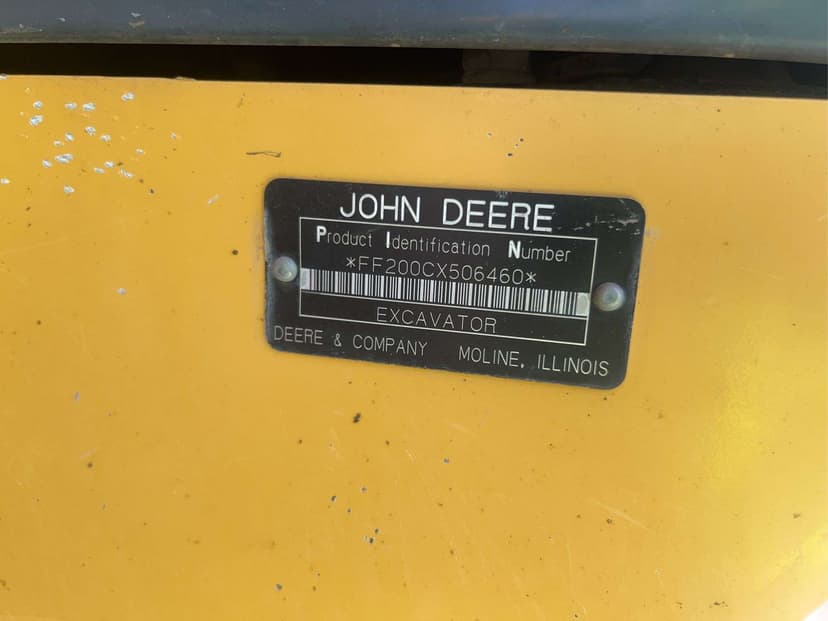 JOHN DEERE
Product Identification Number
*FF200CX506460*
EXCAVATOR
DEERE & COMPANY MOLINE, ILLINOIS